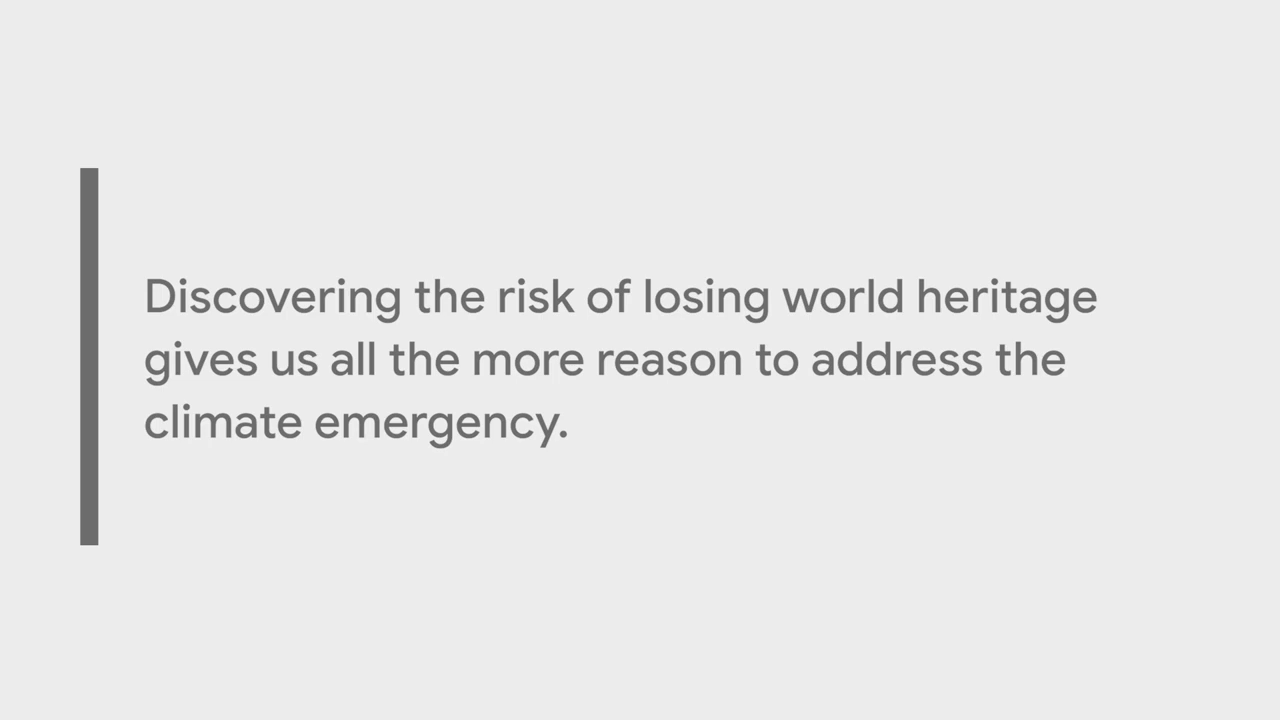 Discovering the risk of losing world heritage
gives us all the more reason to address the
climate emergency.